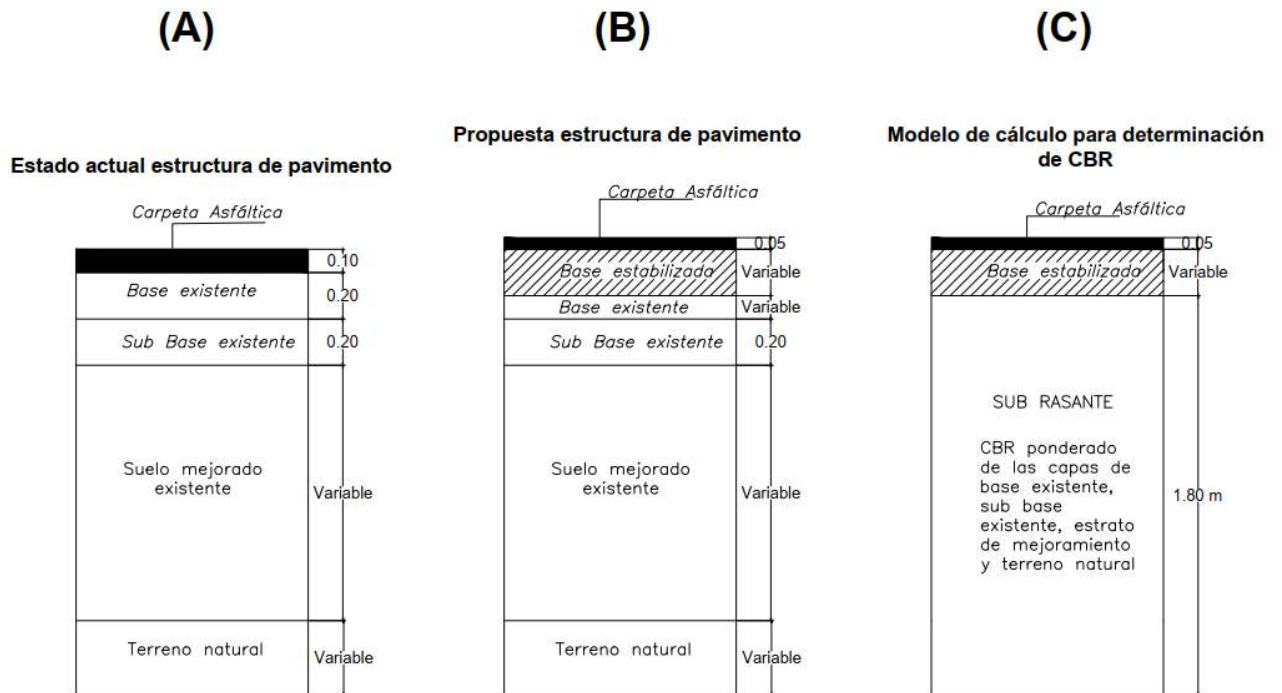 (A)
(B)
(C)
Estado actual estructura de pavimento
Carpeta Asfáltica
0.10
Base existente
0.20
Sub Base existente
0.20
Suelo mejorado
existente
Variable
Terreno natural
Variable
Propuesta estructura de pavimento
Carpeta Asfáltica
0.05
Base estabilizada
Variable
Base existente
Variable
Sub Base existente
0.20
Suelo mejorado
existente
Variable
Terreno natural
Variable
Modelo de cálculo para determinación
de CBR
Carpeta Asfáltica
0.05
Base estabilizada
Variable
SUB RASANTE
CBR ponderado
de las capas de
base existente,
sub base
existente, estrato
de mejoramiento
y terreno natural
1.80 m